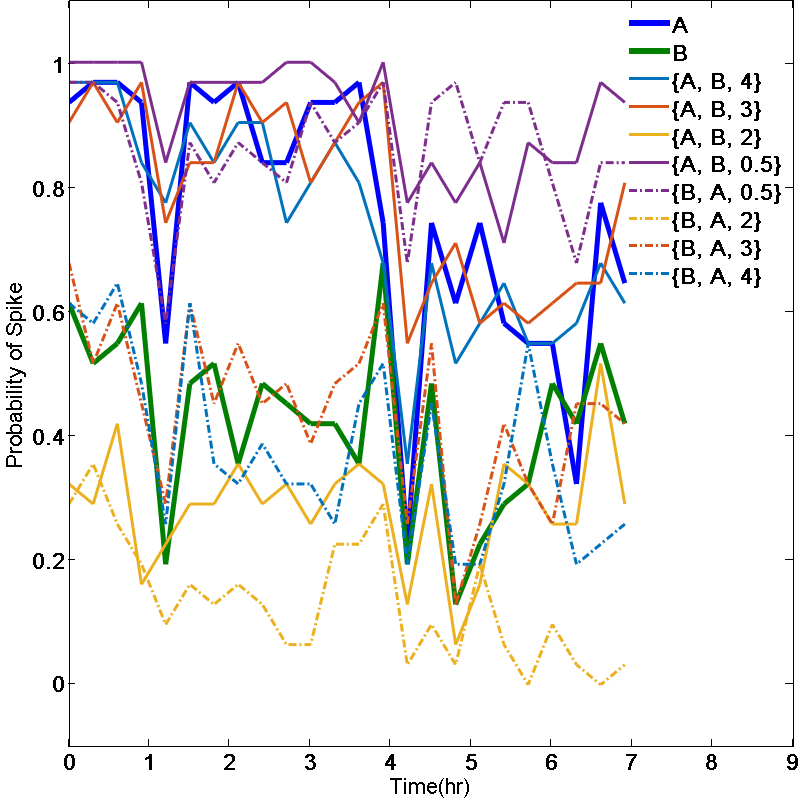 A
B
{A, B, 4}
{A, B, 3}
{A, B, 2}
{A, B, 0.5}
{B, A, 0.5}
{B, A, 2}
{B, A, 3}
{B, A, 4}
1
0.8
0.6
0.4
0.2
0
Probability of Spike
0 1 2 3 4 5 6 7 8 9
Time(hr)